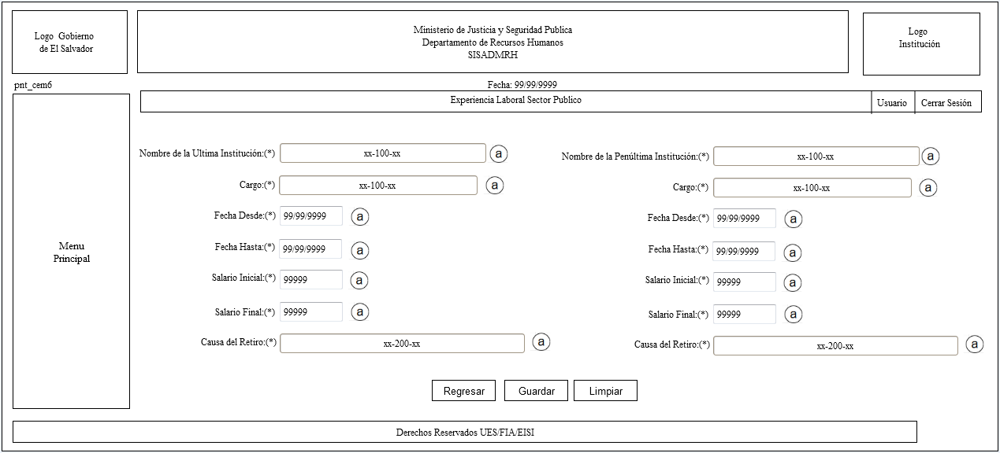 Logo Gobierno
de El Salvador
Ministerio de Justicia y Seguridad Publica
Departamento de Recursos Humanos
SISADMRH
Logo
Institución
pnt_cem6
Fecha: 99/99/9999
Experiencia Laboral Sector Publico
Usuario
Cerrar Sesión
Menu
Principal
Nombre de la Ultima Institución:(*) xx-100-xx a
Cargo:(*) xx-100-xx a
Fecha Desde:(*) 99/99/9999 a
Fecha Hasta:(*) 99/99/9999 a
Salario Inicial:(*) 99999 a
Salario Final:(*) 99999 a
Causa del Retiro:(*) xx-200-xx a
Nombre de la Penúltima Institución:(*) xx-100-xx a
Cargo:(*) xx-100-xx a
Fecha Desde:(*) 99/99/9999 a
Fecha Hasta:(*) 99/99/9999 a
Salario Inicial:(*) 99999 a
Salario Final:(*) 99999 a
Causa del Retiro:(*) xx-200-xx a
Regresar Guardar Limpiar
Derechos Reservados UES/FIA/EISI